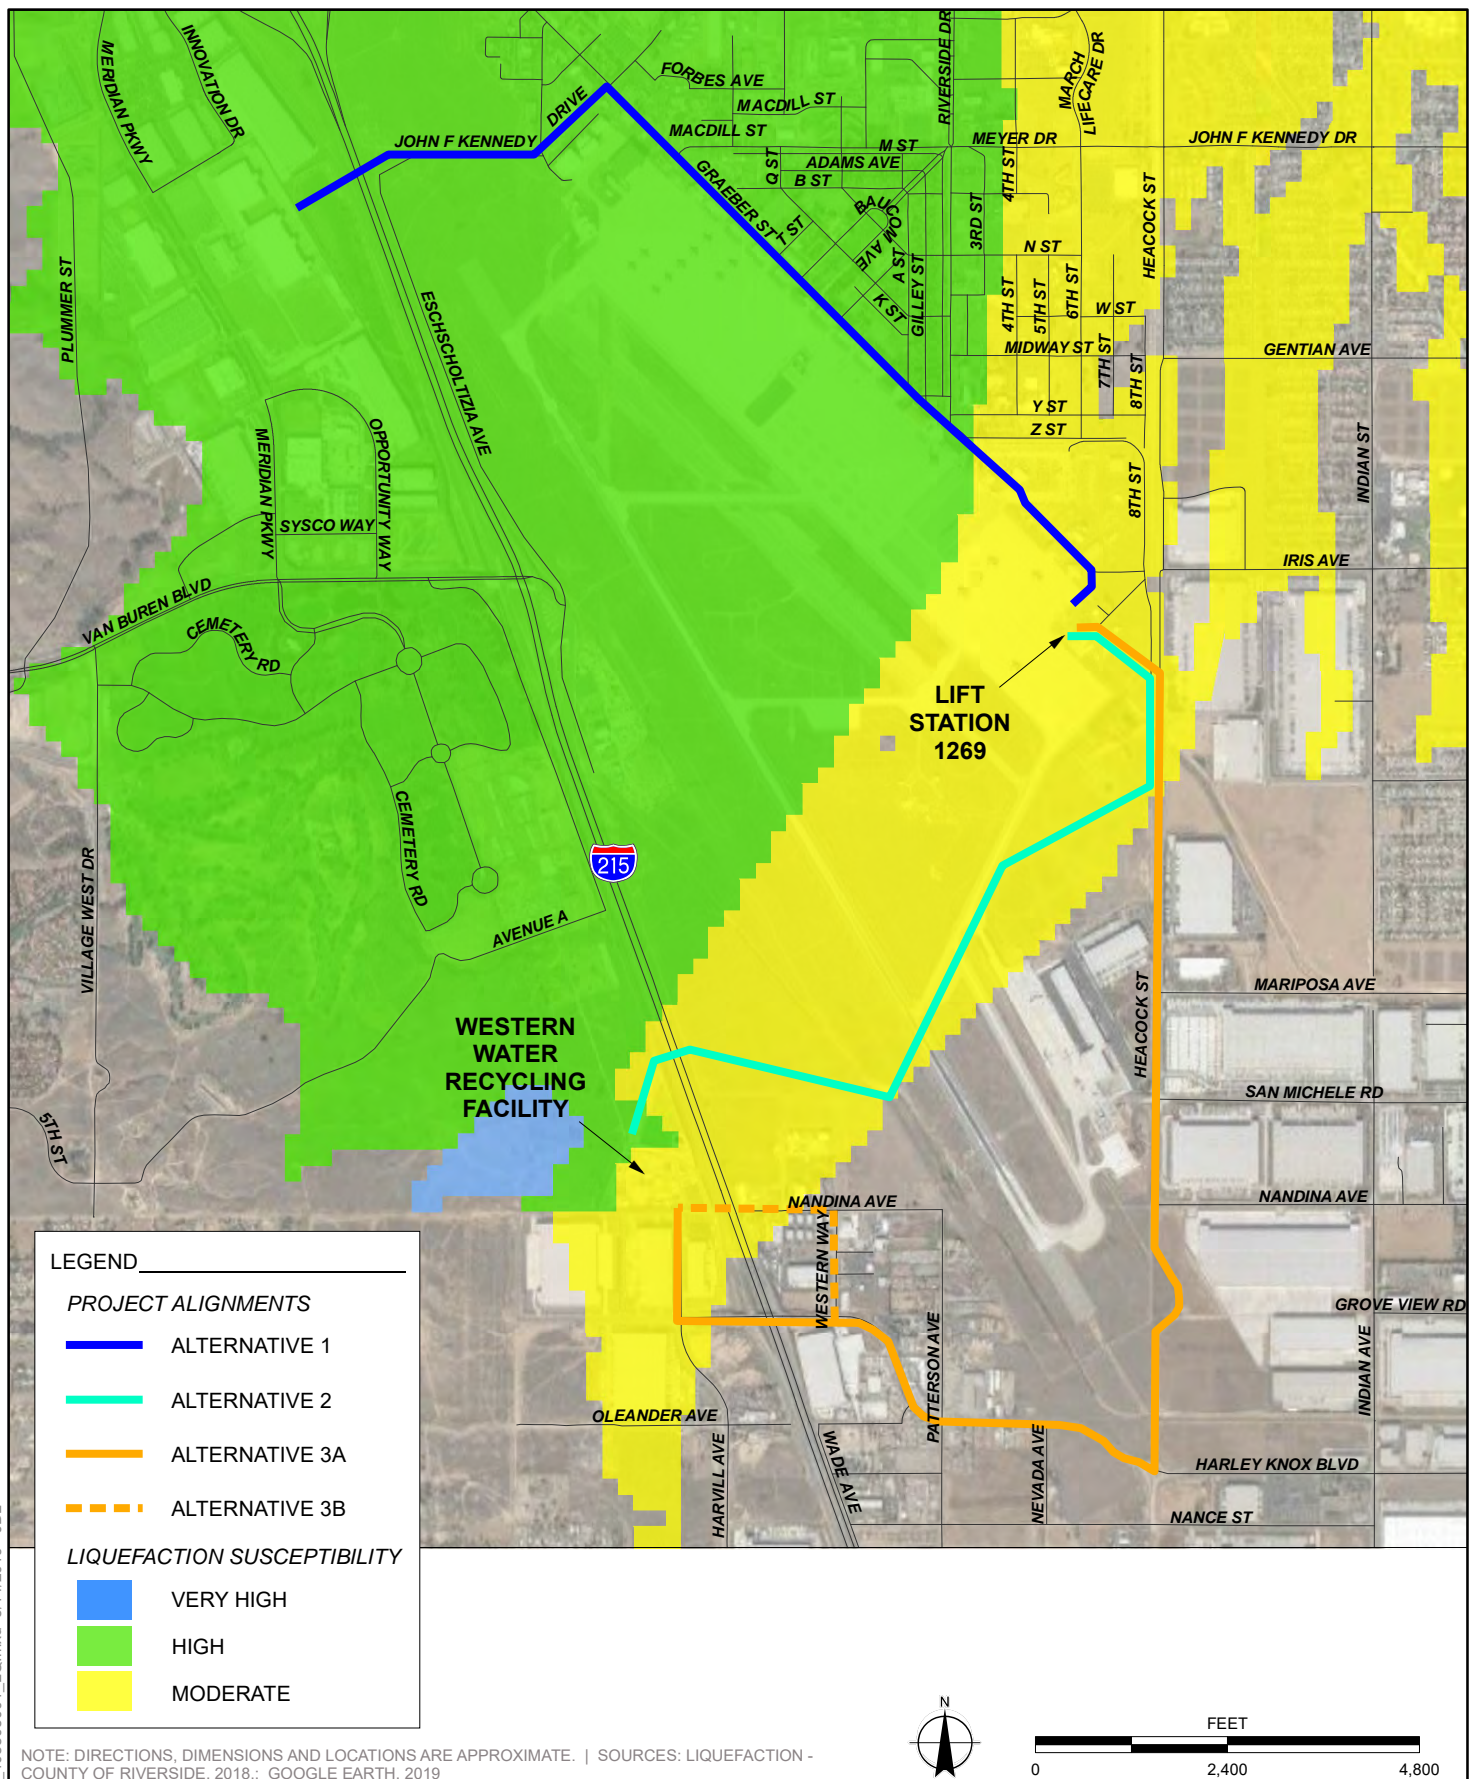 MERIDIAN PKWY
INNOVATION DR
FORBES AVE
MACDILL ST
MACDILL ST
RIVERSIDE DR
MARCH
LIFECARE DR
JOHN F KENNEDY
DRIVE
M ST
MEYER DR
JOHN F KENNEDY DR
ADAMS AVE
Q ST
B ST
GRAEBER ST
T ST
BAUCOM AVE
A ST
K ST
GILLEY ST
3RD ST
4TH ST
N ST
HEACOCK ST
4TH ST
5TH ST
6TH ST
W ST
MIDWAY ST
7TH ST
8TH ST
GENTIAN AVE
Y ST
Z ST
PLUMMER ST
ESCHSCHOLTIZIA AVE
MERIDIAN PKWY
OPPORTUNITY WAY
SYSCO WAY
8TH ST
INDIAN ST
IRIS AVE
VAN BUREN BLVD
CEMETERY RD
LIFT
STATION
1269
CEMETERY RD
215
VILLAGE WEST DR
AVENUE A
MARIPOSA AVE
HEACOCK ST
WESTERN
WATER
RECYCLING
FACILITY
SAN MICHELE RD
5TH ST
NANDINA AVE
NANDINA AVE
WESTERN WAY
GROVE VIEW RD
PATTERSON AVE
INDIAN AVE
OLEANDER AVE
HARVILL AVE
WADE AVE
NEVADA AVE
HARLEY KNOX BLVD
NANCE ST
LEGEND
PROJECT ALIGNMENTS
ALTERNATIVE 1
ALTERNATIVE 2
ALTERNATIVE 3A
ALTERNATIVE 3B
LIQUEFACTION SUSCEPTIBILITY
VERY HIGH
HIGH
MODERATE
N
FEET
0 2,400 4,800
NOTE: DIRECTIONS, DIMENSIONS AND LOCATIONS ARE APPROXIMATE. | SOURCES: LIQUEFACTION -
COUNTY OF RIVERSIDE, 2018.; GOOGLE EARTH, 2019